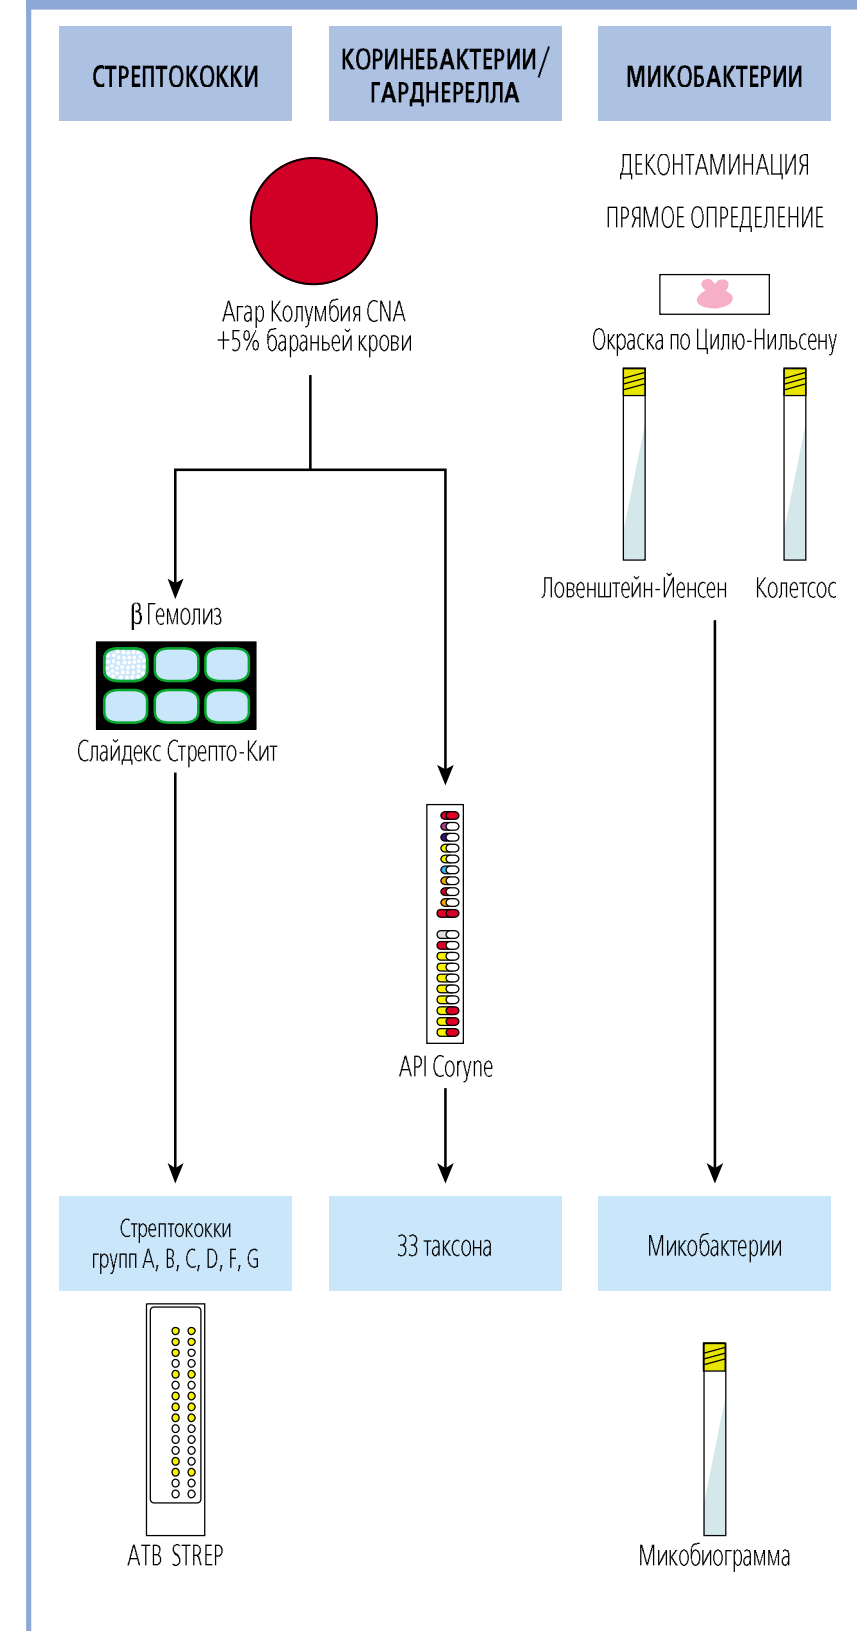 СТРЕПТОКОККИ
КОРИНЕБАКТЕРИИ/
ГАРДНЕРЕЛЛА
МИКОБАКТЕРИИ
ДЕКОНТАМИНАЦИЯ
ПРЯМОЕ ОПРЕДЕЛЕНИЕ
Агар Колумбия CNA
+5% бараньей крови
Окраска по Цилю-Нильсену
Ловенштейн-Йенсен
Колетсос
β Гемолиз
Слайдекс Стрепто-Кит
API Coryne
Стрептококки
групп A, B, C, D, F, G
33 таксона
Микобактерии
ATB STREP
Микобиограмма